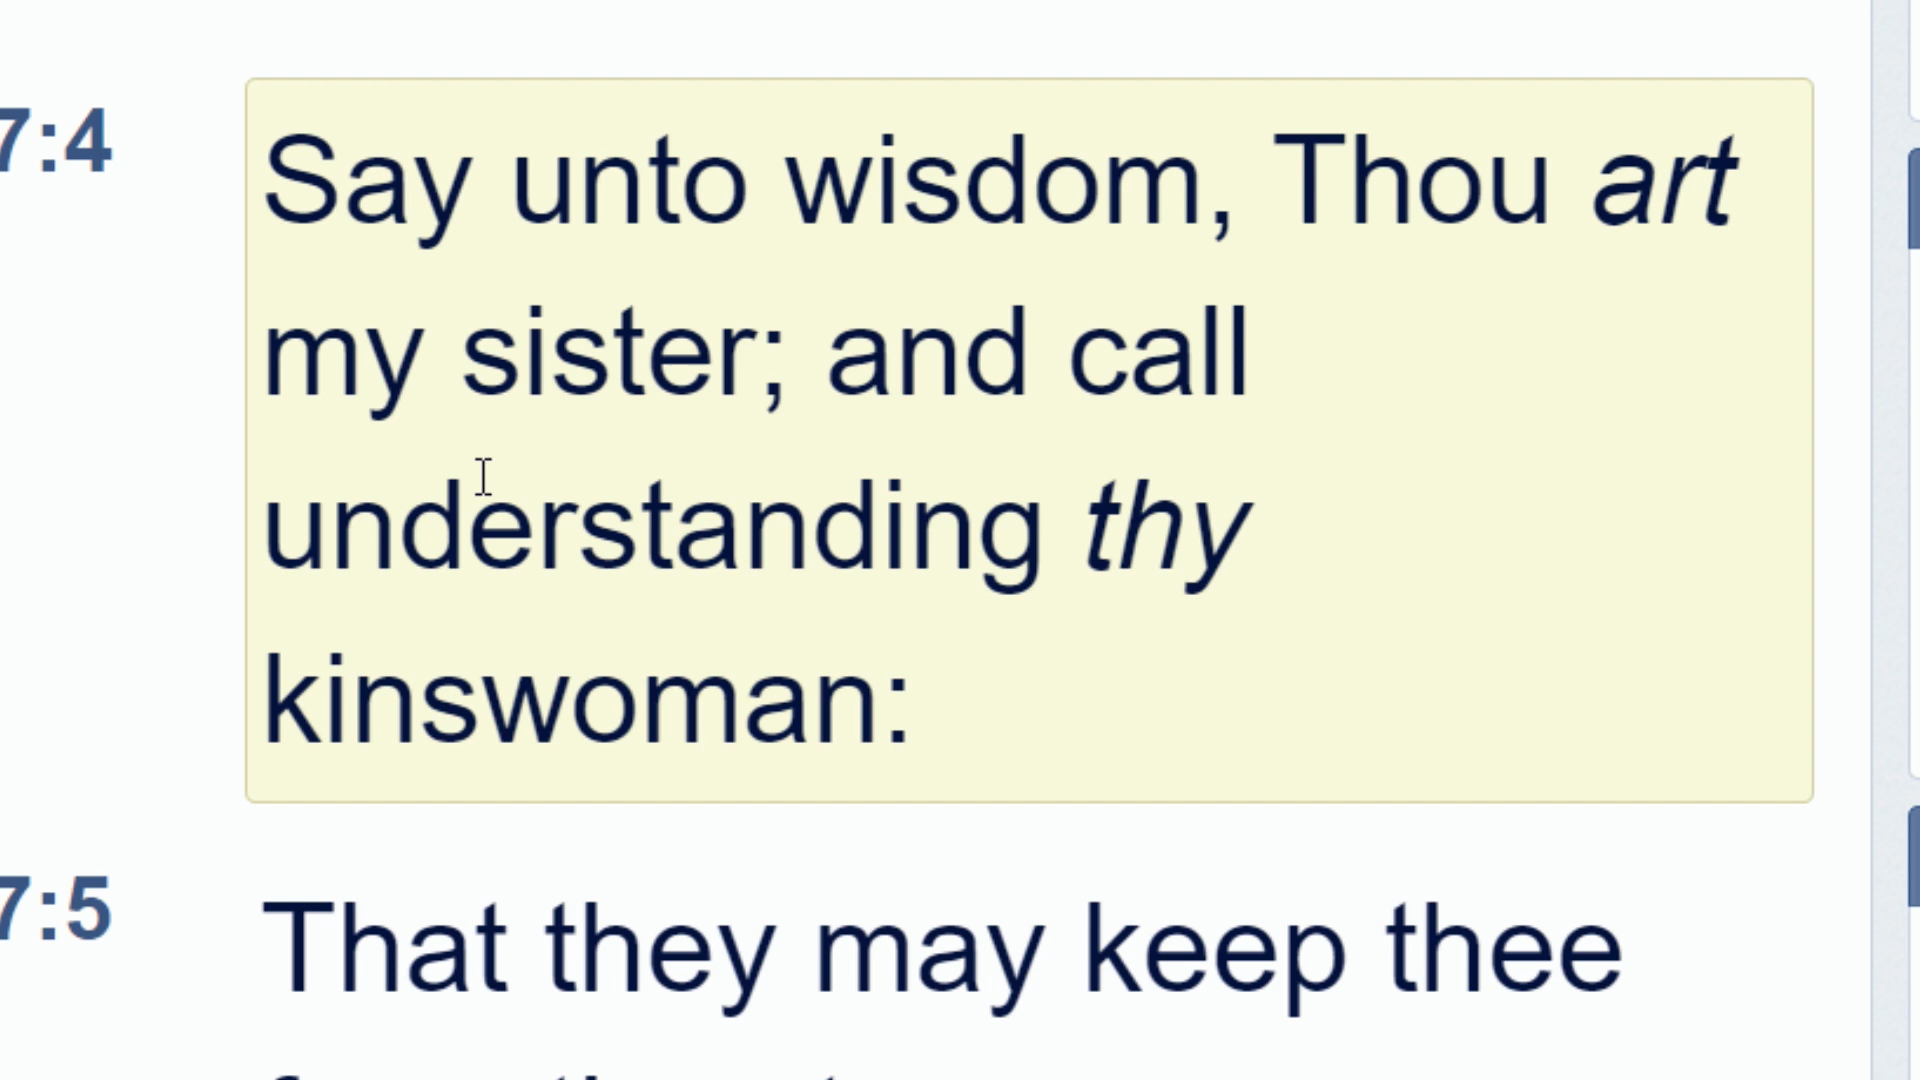 7:4
Say unto wisdom, Thou art
my sister; and call
understanding thy
kinswoman:
7:5
That they may keep thee